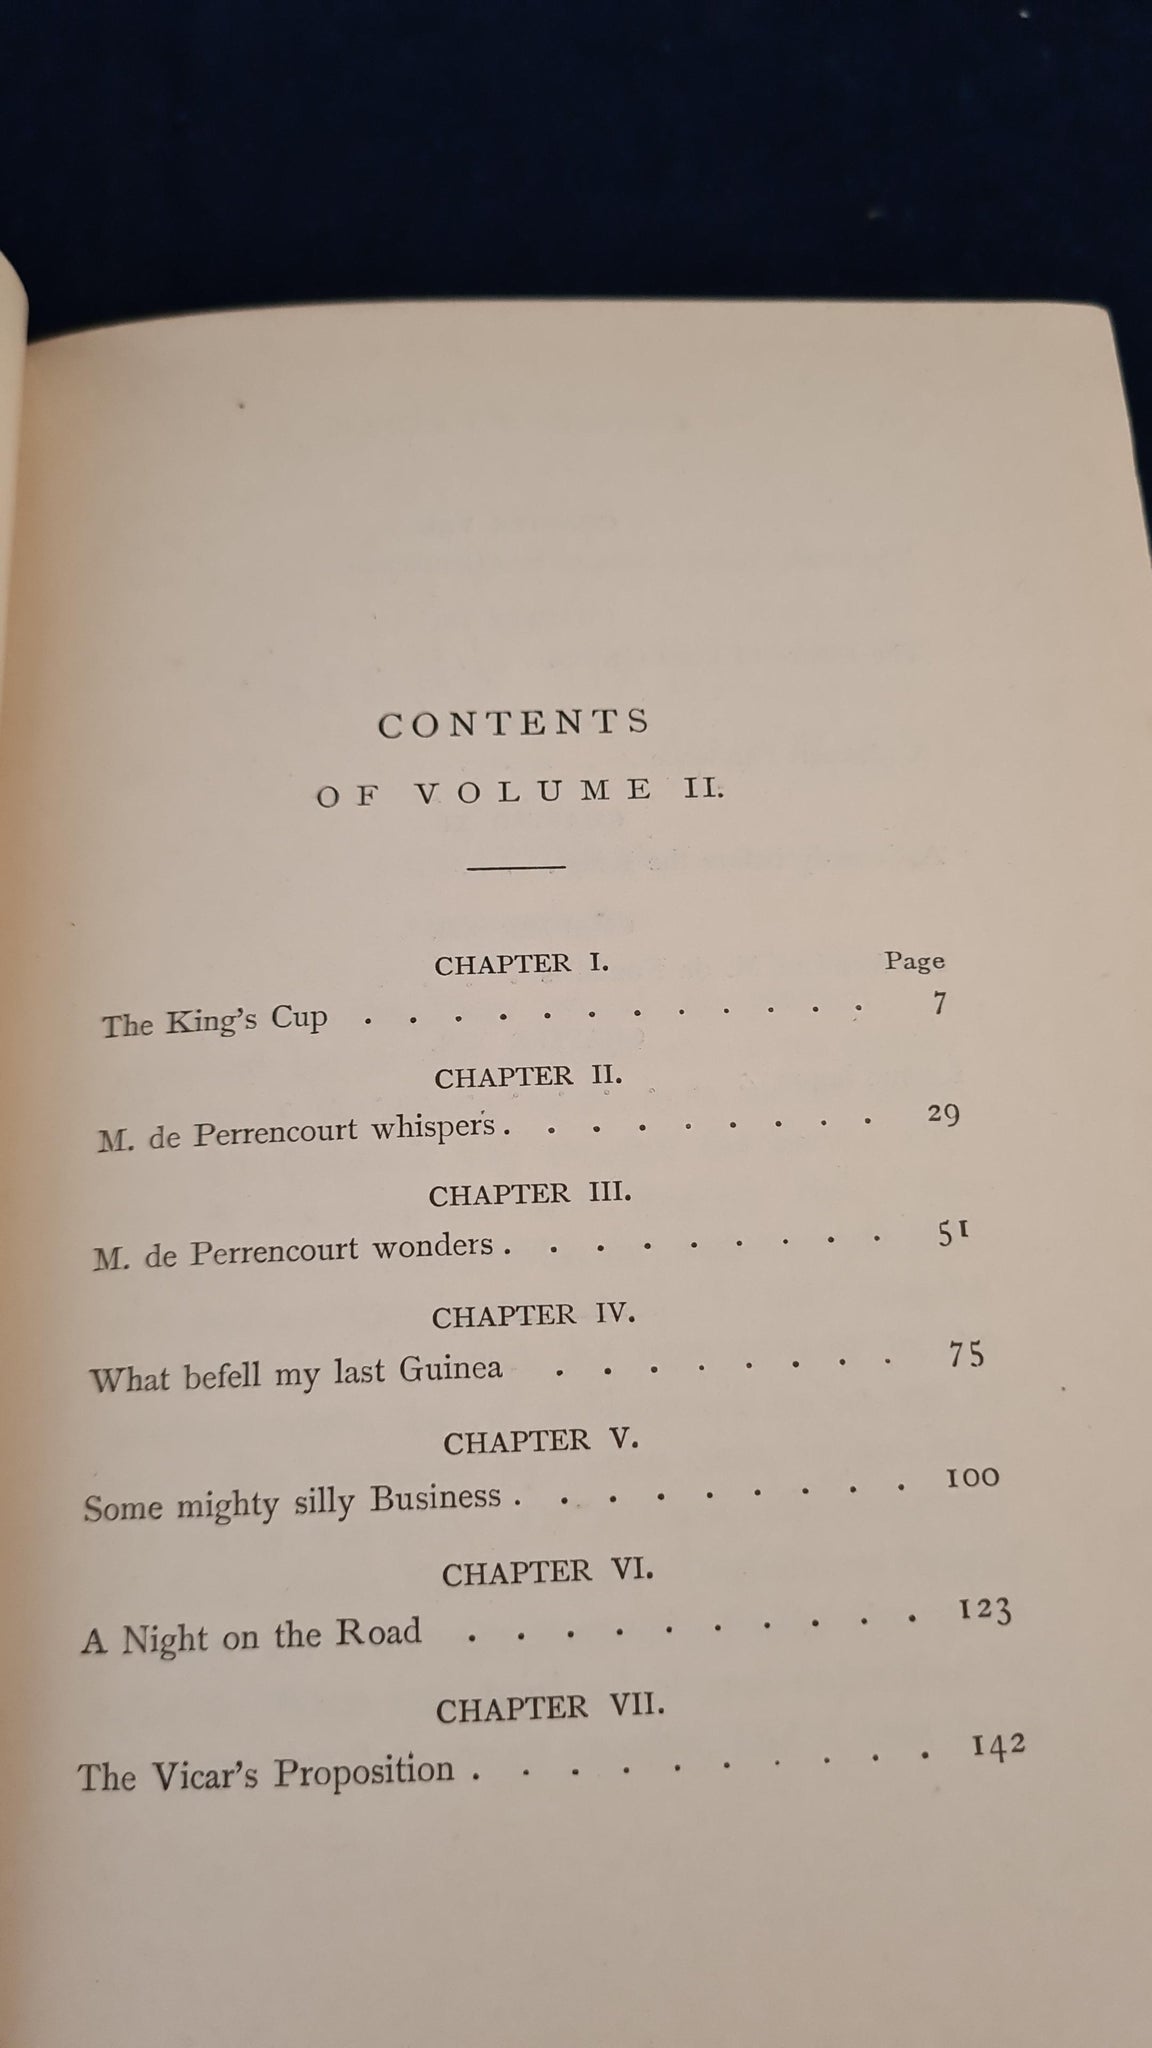 CONTENTS
OF VOLUME II.
CHAPTER I. Page
The King's Cup . . . . . . . . . . . . 7
CHAPTER II.
M. de Perrencourt whispers . . . . . . . . . 29
CHAPTER III.
M. de Perrencourt wonders . . . . . . . . . 51
CHAPTER IV.
What befell my last Guinea . . . . . . . . 75
CHAPTER V.
Some mighty silly Business . . . . . . . . . 100
CHAPTER VI.
A Night on the Road . . . . . . . . . . 123
CHAPTER VII.
The Vicar's Proposition . . . . . . . . . . 142